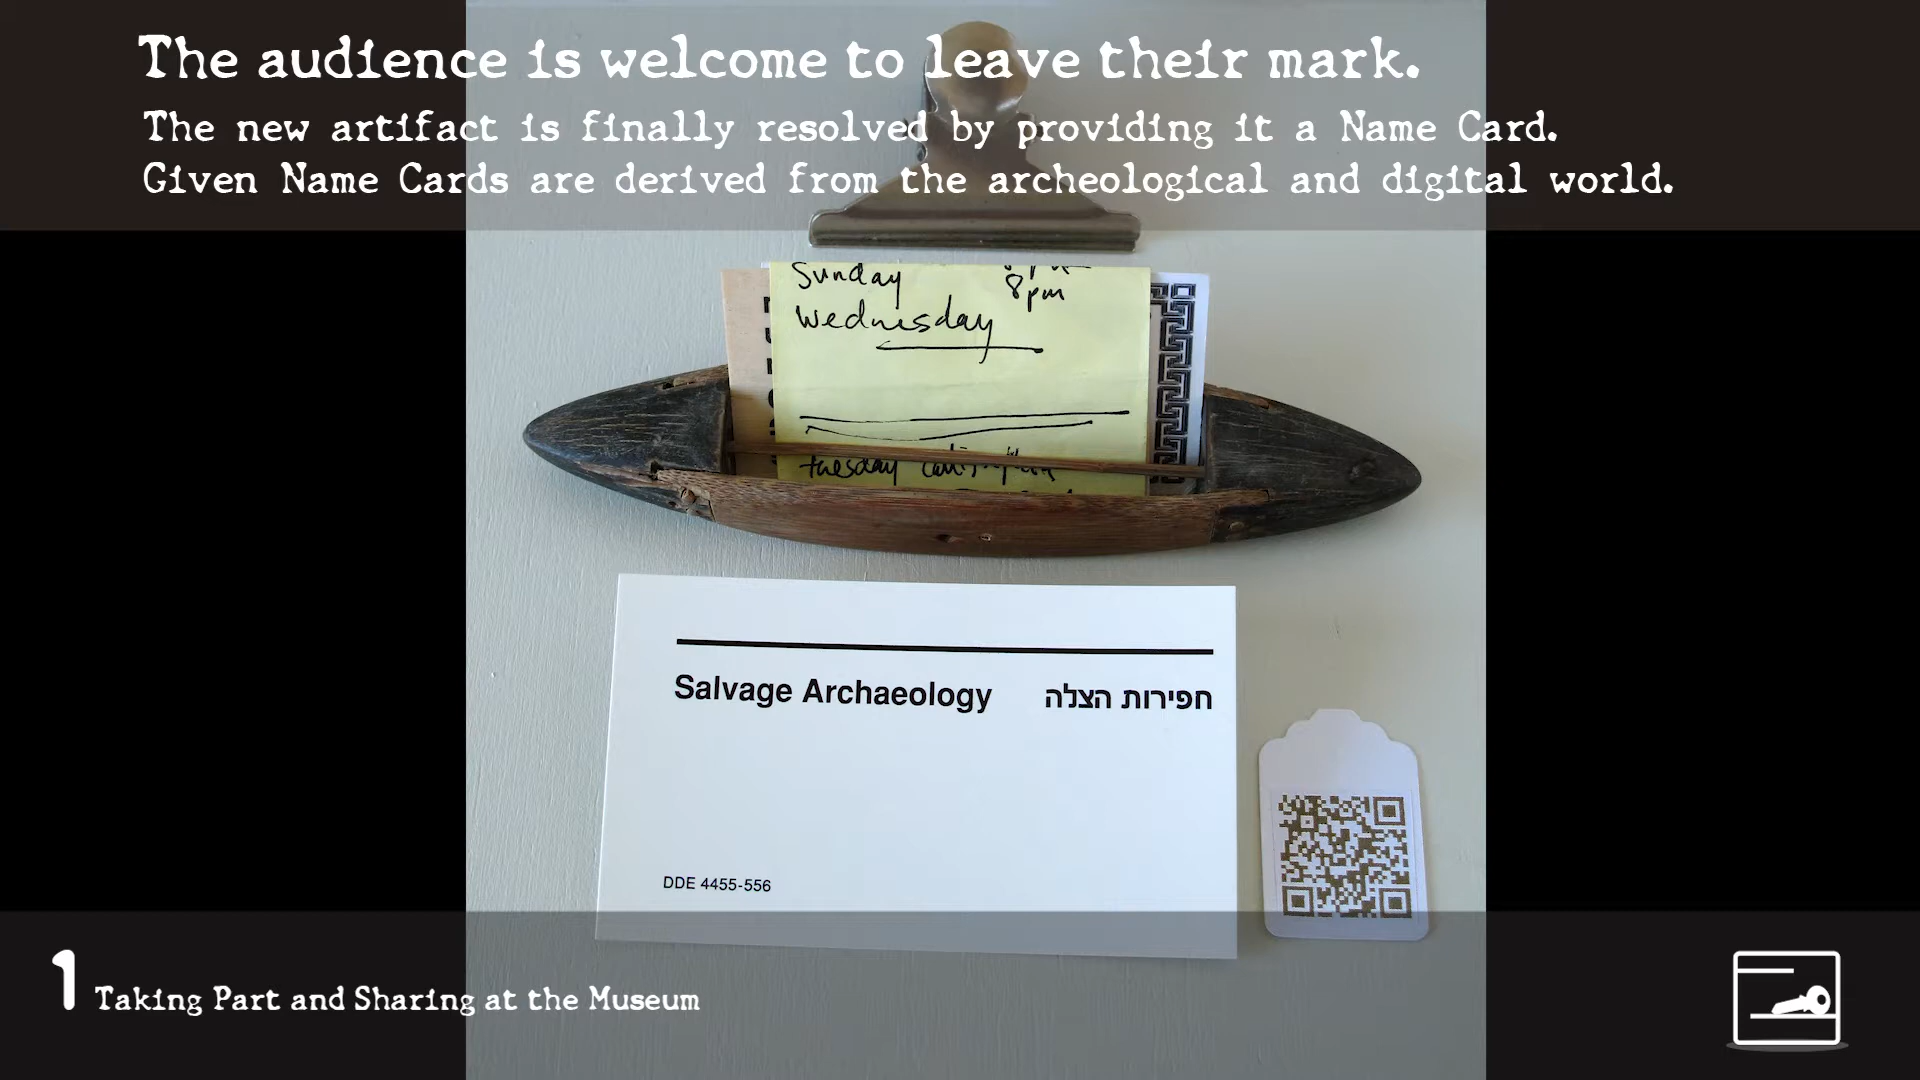 The audience is welcome to leave their mark.
The new artifact is finally resolved by providing it a Name Card.
Given Name Cards are derived from the archeological and digital world.
Sunday
8pm
Wednesday
tuesday
Salvage Archaeology חפירות הצלה
DDE 4455-556
1 Taking Part and Sharing at the Museum